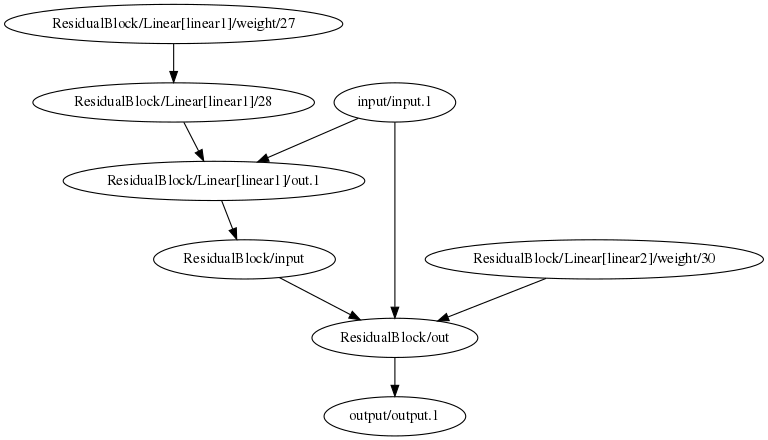 ResidualBlock/Linear[linear1]/weight/27
ResidualBlock/Linear[linear1]/28
input/input.1
ResidualBlock/Linear[linear1]/out.1
ResidualBlock/input
ResidualBlock/Linear[linear2]/weight/30
ResidualBlock/out
output/output.1